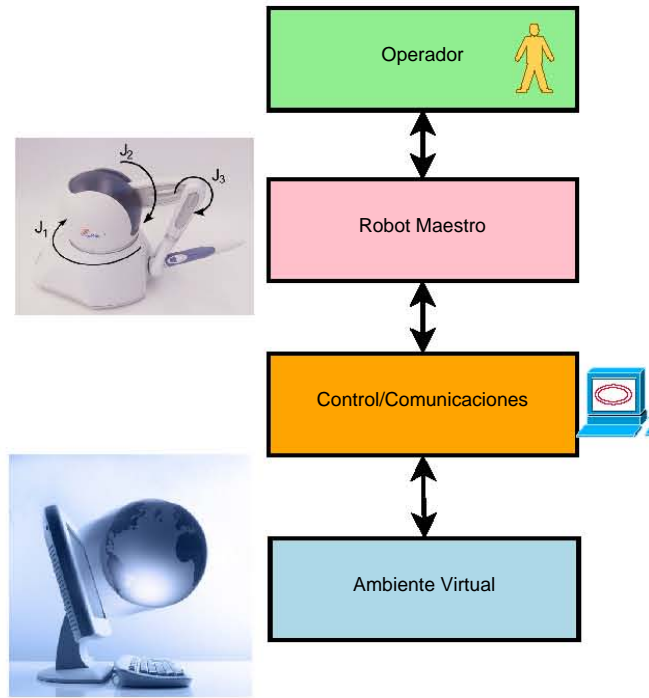 Operador
J2
J3
J1
Robot Maestro
Control/Comunicaciones
Ambiente Virtual